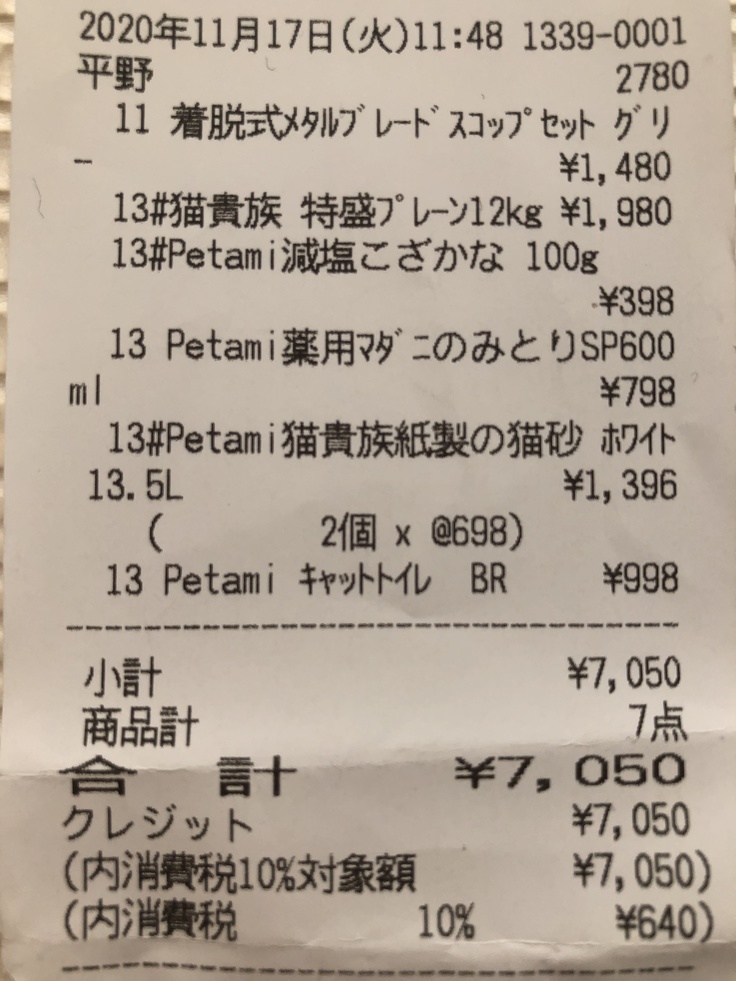 2020年11月17日(火)11:48 1339-0001
平野 2780
11 着脱式ﾒﾀﾙﾌﾞﾚｰﾄﾞｽｺｯﾌﾟｾｯﾄ ｸﾞﾘ
ｰ ¥1,480
13#猫貴族 特盛ﾌﾟﾚｰﾝ12kg ¥1,980
13#Petami減塩こざかな 100g
¥398
13 Petami薬用ﾏﾀﾞﾆのみとりSP600
ml ¥798
13#Petami猫貴族紙製の猫砂 ﾎﾜｲﾄ
13.5L ¥1,396
( 2個 x @698)
13 Petami ｷｬｯﾄﾄｲﾚ BR ¥998
小計 ¥7,050
商品計 7点
合 計 ¥7,050
クレジット ¥7,050
(内消費税10%対象額 ¥7,050)
(内消費税 10% ¥640)